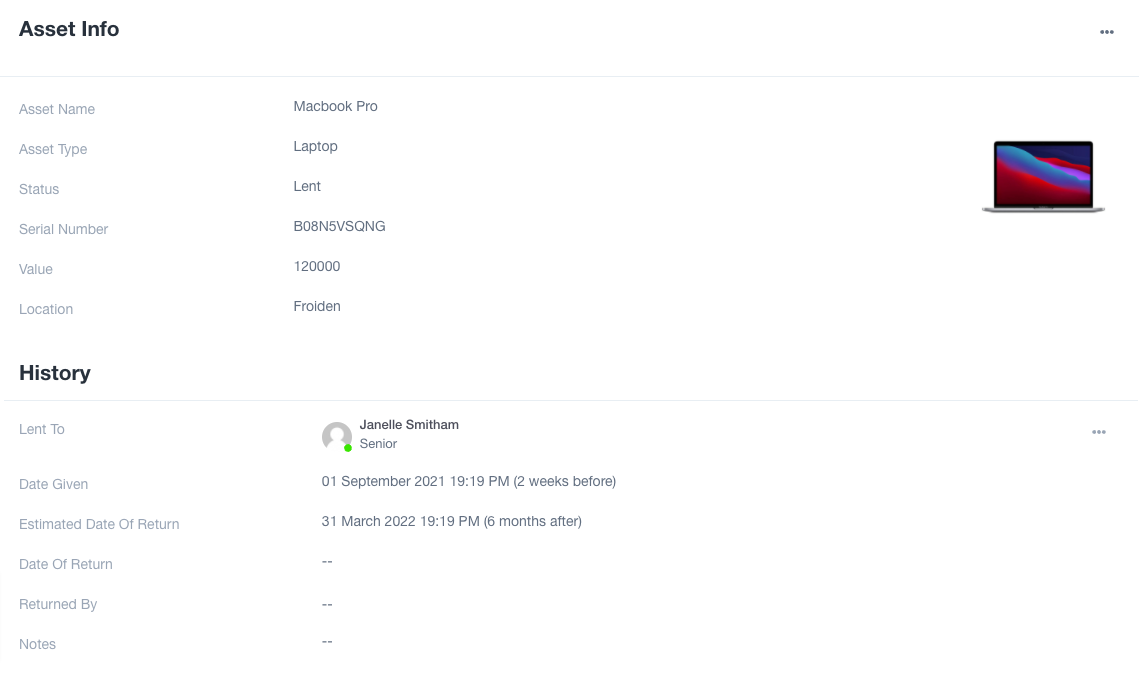 Asset Info
Asset Name Macbook Pro
Asset Type Laptop
Status Lent
Serial Number B08N5VSQNG
Value 120000
Location Froiden
History
Lent To Janelle Smitham
Senior
Date Given 01 September 2021 19:19 PM (2 weeks before)
Estimated Date Of Return 31 March 2022 19:19 PM (6 months after)
Date Of Return --
Returned By --
Notes --